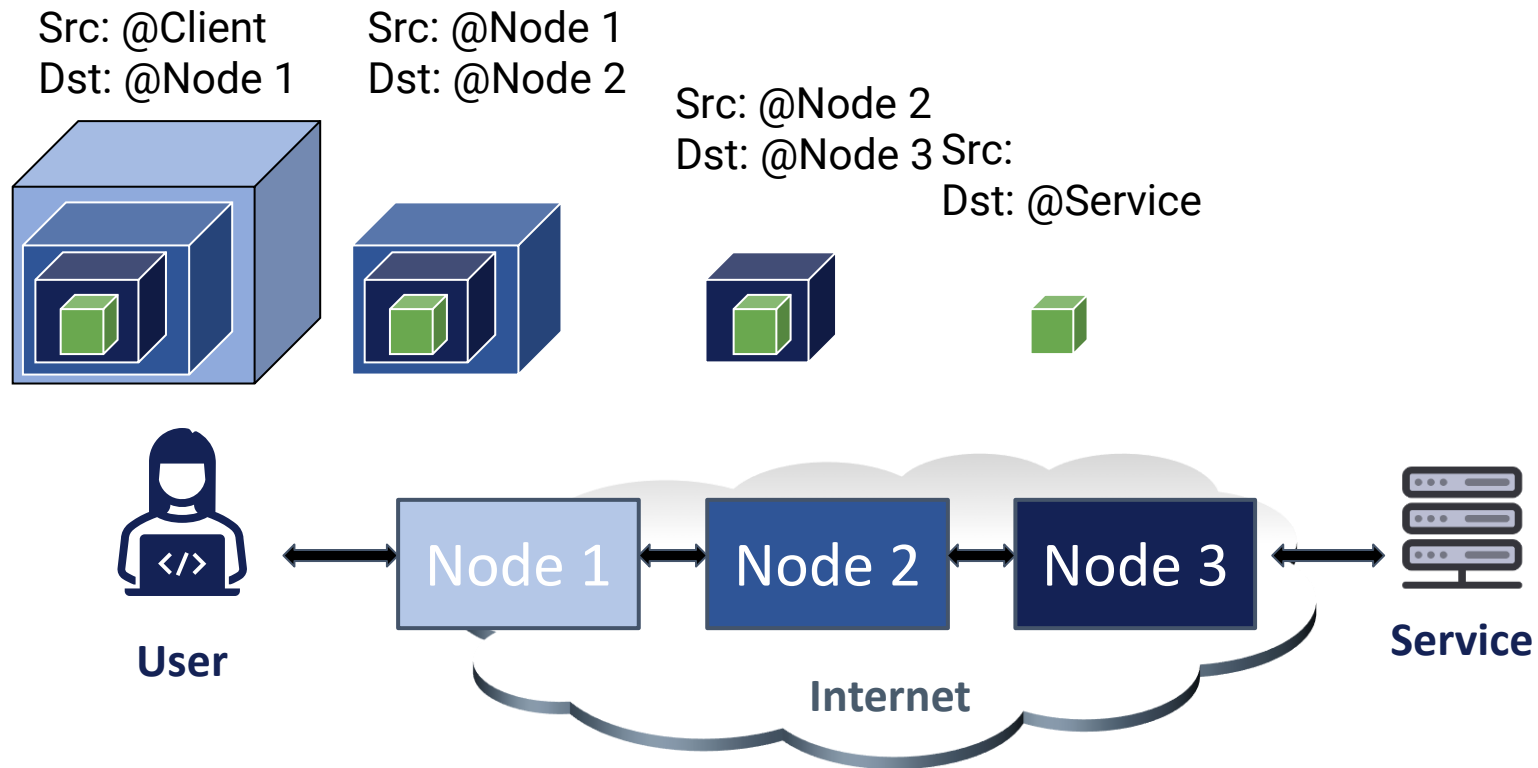 Src: @Client
Dst: @Node 1
Src: @Node 1
Dst: @Node 2
Src: @Node 2
Dst: @Node 3
Src:
Dst: @Service
</>
Node 1
Node 2
Node 3
User
Internet
Service